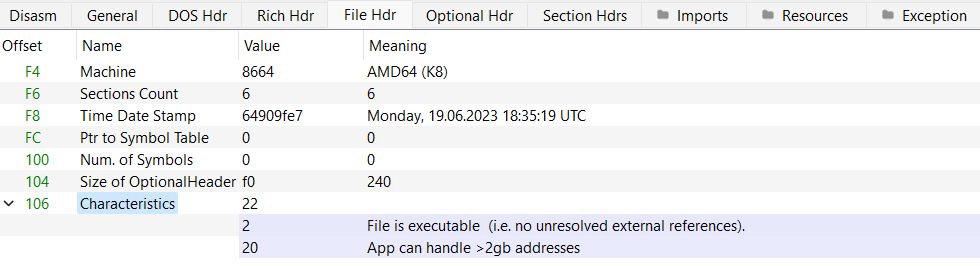 Disasm General DOS Hdr Rich Hdr File Hdr Optional Hdr Section Hdrs Imports Resources Exception
Offset Name Value Meaning
F4 Machine 8664 AMD64 (K8)
F6 Sections Count 6 6
F8 Time Date Stamp 64909fe7 Monday, 19.06.2023 18:35:19 UTC
FC Ptr to Symbol Table 0 0
100 Num. of Symbols 0 0
104 Size of OptionalHeader f0 240
106 Characteristics 22
2 File is executable (i.e. no unresolved external references).
20 App can handle >2gb addresses